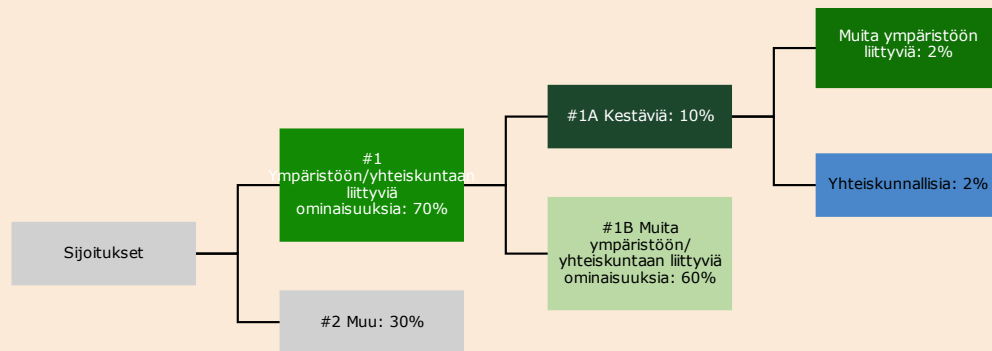 Sijoitukset
#1
Ympäristöön/yhteiskuntaan
liittyviä
ominaisuuksia: 70%
#2 Muu: 30%
#1A Kestäviä: 10%
#1B Muita
ympäristöön/
yhteiskuntaan liittyviä
ominaisuuksia: 60%
Muita ympäristöön
liittyviä: 2%
Yhteiskunnallisia: 2%